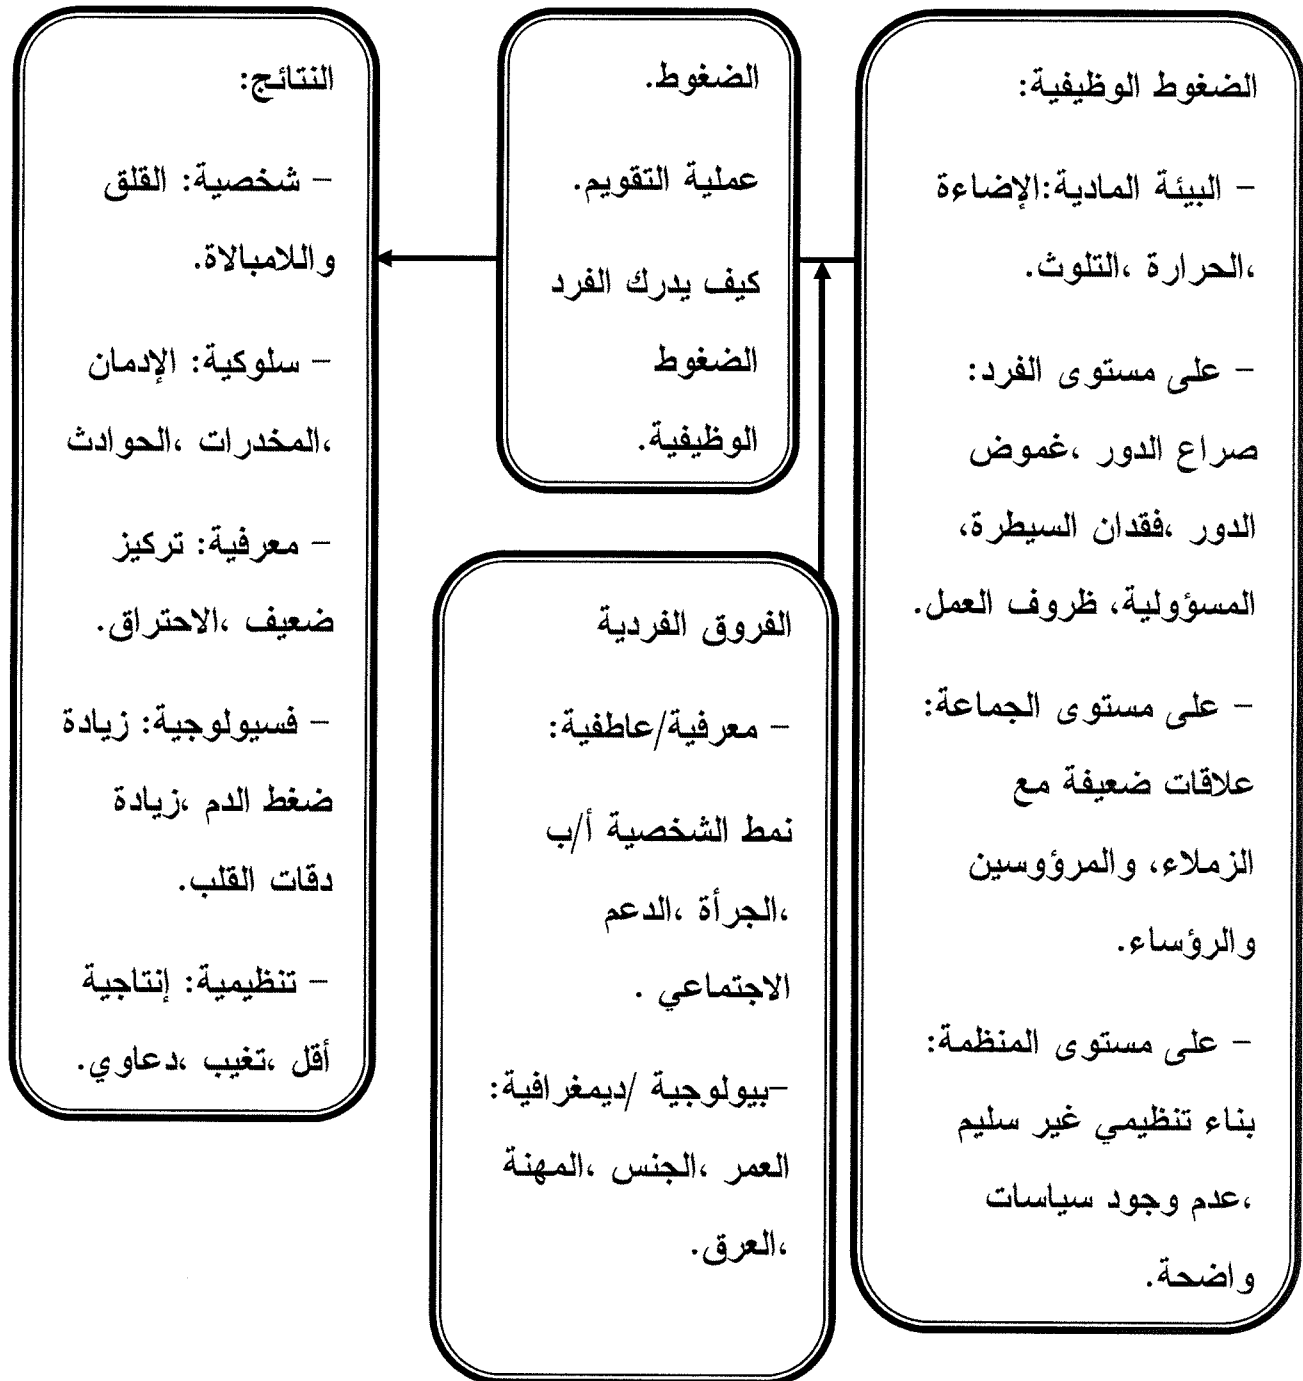 الضغوط الوظيفية:
- البيئة المادية:الإضاءة
،الحرارة ،التلوث.
- على مستوى الفرد:
صراع الدور ،غموض
الدور ،فقدان السيطرة،
المسؤولية، ظروف العمل.
- على مستوى الجماعة:
علاقات ضعيفة مع
الزملاء، والمرؤوسين
والرؤساء.
- على مستوى المنظمة:
بناء تنظيمي غير سليم
،عدم وجود سياسات
واضحة.
الضغوط.
عملية التقويم.
كيف يدرك الفرد
الضغوط
الوظيفية.
الفروق الفردية
- معرفية/عاطفية:
نمط الشخصية أ/ب
،الجرأة ،الدعم
الاجتماعي .
-بيولوجية /ديمغرافية:
العمر ،الجنس ،المهنة
،العرق.
النتائج:
- شخصية: القلق
واللامبالاة.
- سلوكية: الإدمان
،المخدرات ،الحوادث
- معرفية: تركيز
ضعيف ،الاحتراق.
- فسيولوجية: زيادة
ضغط الدم ،زيادة
دقات القلب.
- تنظيمية: إنتاجية
أقل ،تغيب ،دعاوي.